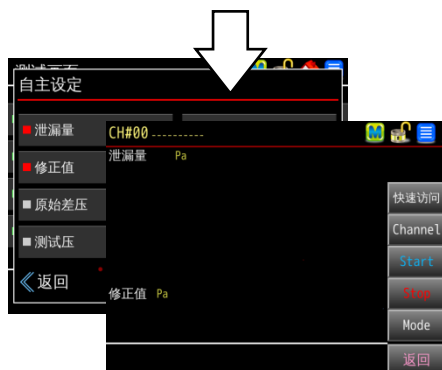 测试画面
自主设定
泄漏量
修正值
原始差压
测试压
返回
CH#00 ----------
泄漏量 Pa
修正值 Pa
快速访问
Channel
Start
Stop
Mode
返回